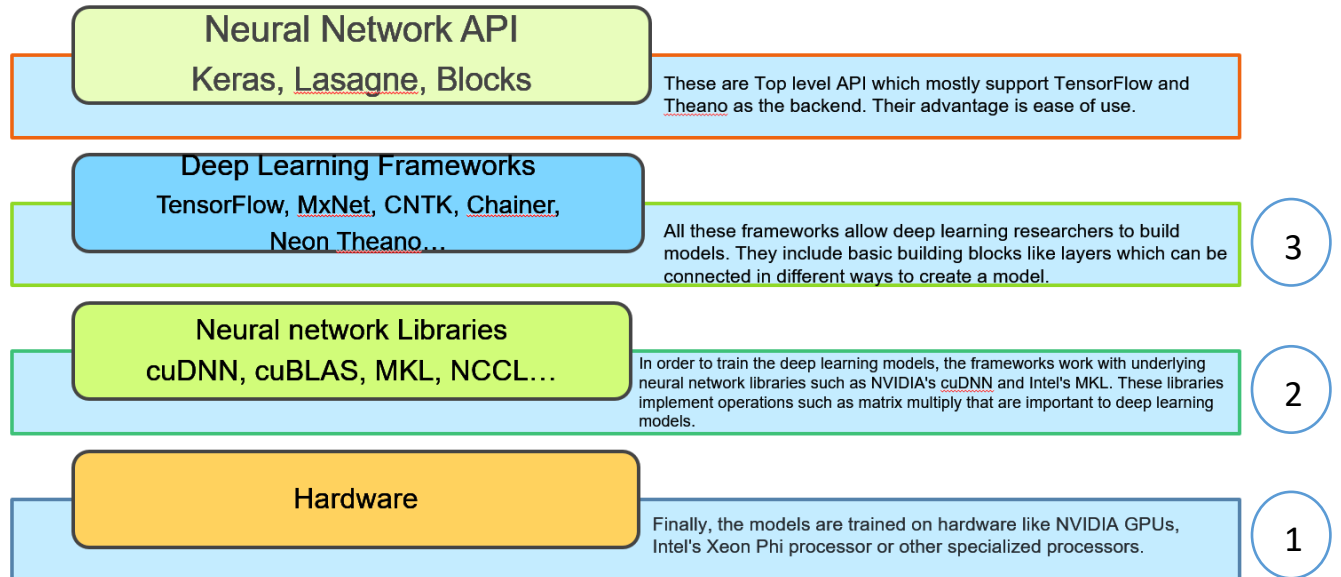 Neural Network API
Keras, Lasagne, Blocks
These are Top level API which mostly support TensorFlow and
Theano as the backend. Their advantage is ease of use.
Deep Learning Frameworks
TensorFlow, MxNet, CNTK, Chainer,
Neon Theano…
All these frameworks allow deep learning researchers to build
models. They include basic building blocks like layers which can be
connected in different ways to create a model.
3
Neural network Libraries
cuDNN, cuBLAS, MKL, NCCL…
In order to train the deep learning models, the frameworks work with underlying
neural network libraries such as NVIDIA's cuDNN and Intel's MKL. These libraries
implement operations such as matrix multiply that are important to deep learning
models.
2
Hardware
Finally, the models are trained on hardware like NVIDIA GPUs,
Intel's Xeon Phi processor or other specialized processors.
1